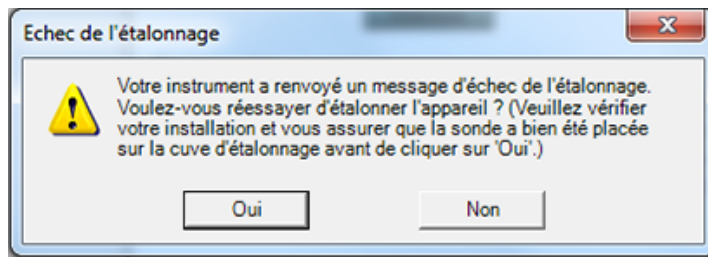 Echec de l'étalonnage
Votre instrument a renvoyé un message d'échec de l'étalonnage.
Voulez-vous réessayer d'étalonner l'appareil ? (Veuillez vérifier
votre installation et vous assurer que la sonde a bien été placée
sur la cuve d'étalonnage avant de cliquer sur 'Oui'.)
Oui
Non